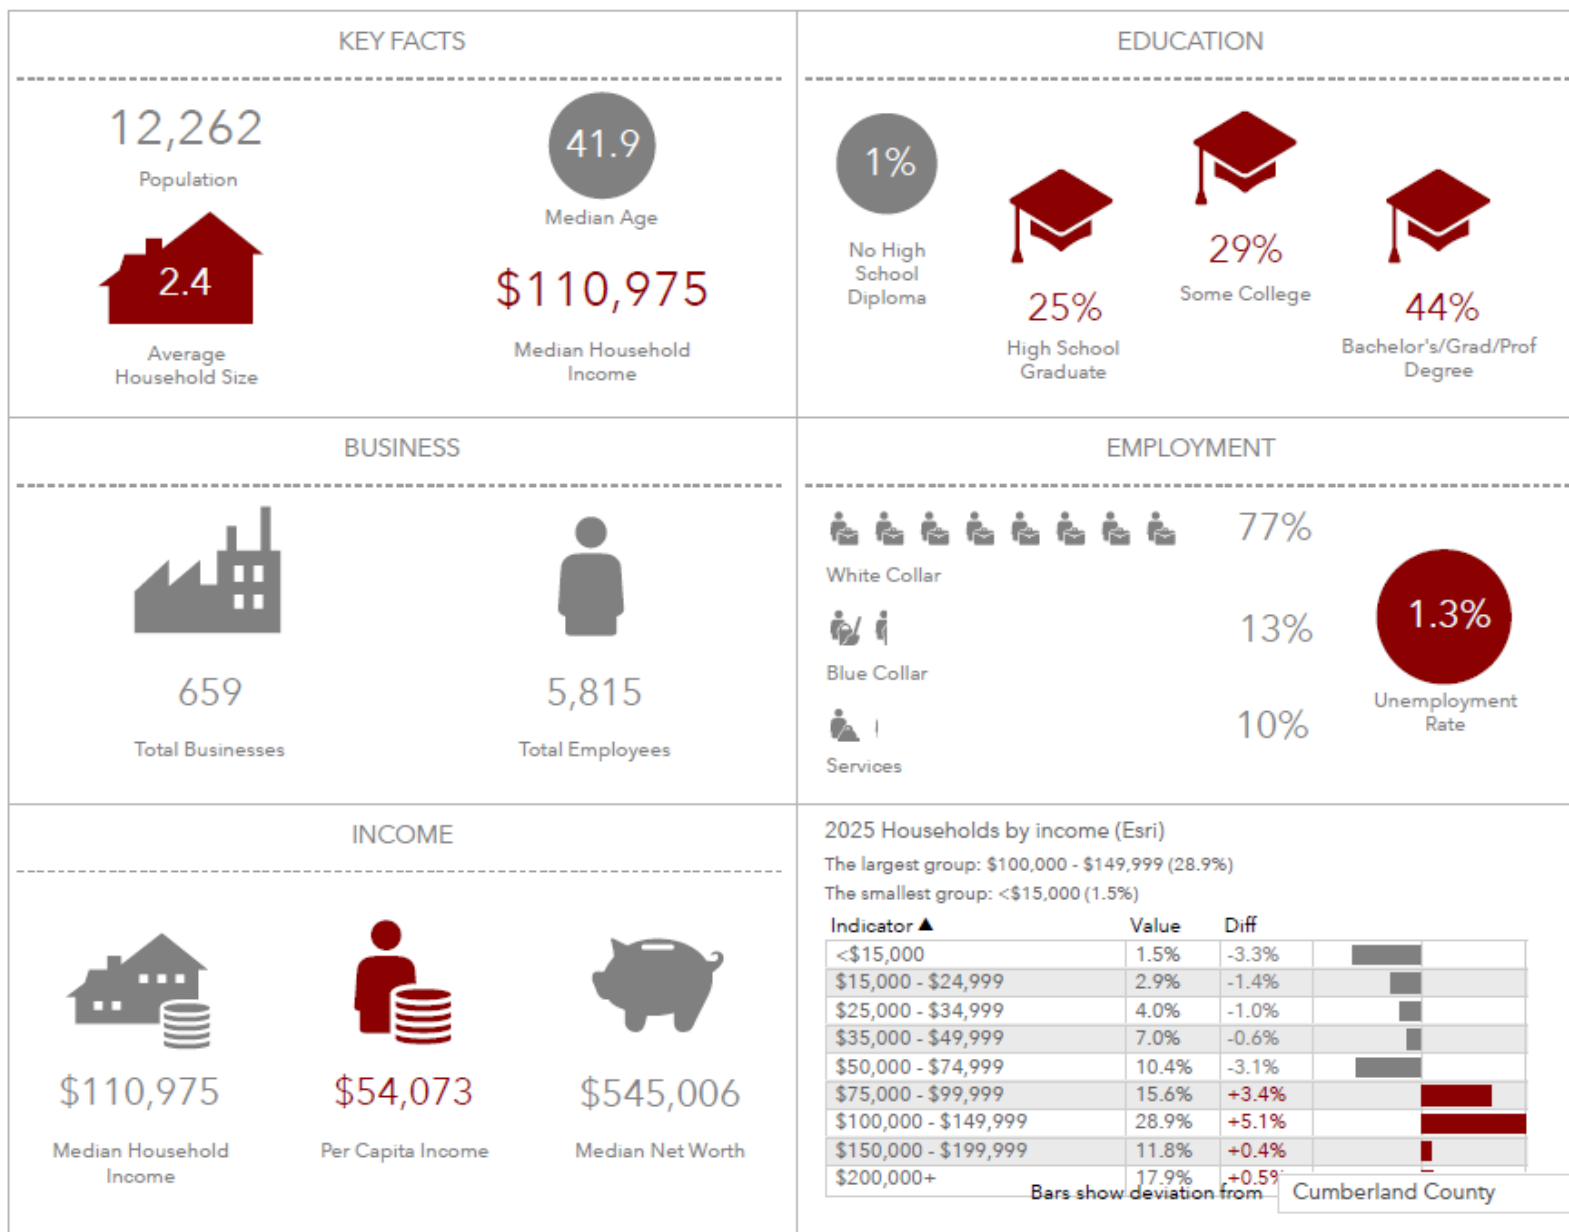 KEY FACTS
12,262
Population
41.9
Median Age
2.4
Average
Household Size
$110,975
Median Household
Income
EDUCATION
1%
No High
School
Diploma
25%
High School
Graduate
29%
Some College
44%
Bachelor's/Grad/Prof
Degree
BUSINESS
659
Total Businesses
5,815
Total Employees
EMPLOYMENT
77%
White Collar
13%
Blue Collar
10%
Services
1.3%
Unemployment
Rate
INCOME
$110,975
Median Household
Income
$54,073
Per Capita Income
$545,006
Median Net Worth
2025 Households by income (Esri)
The largest group: $100,000 - $149,999 (28.9%)
The smallest group: <$15,000 (1.5%)
Indicator ▲ Value Diff
<$15,000 1.5% -3.3%
$15,000 - $24,999 2.9% -1.4%
$25,000 - $34,999 4.0% -1.0%
$35,000 - $49,999 7.0% -0.6%
$50,000 - $74,999 10.4% -3.1%
$75,000 - $99,999 15.6% +3.4%
$100,000 - $149,999 28.9% +5.1%
$150,000 - $199,999 11.8% +0.4%
$200,000+ 17.9% +0.5%
Bars show deviation from Cumberland County